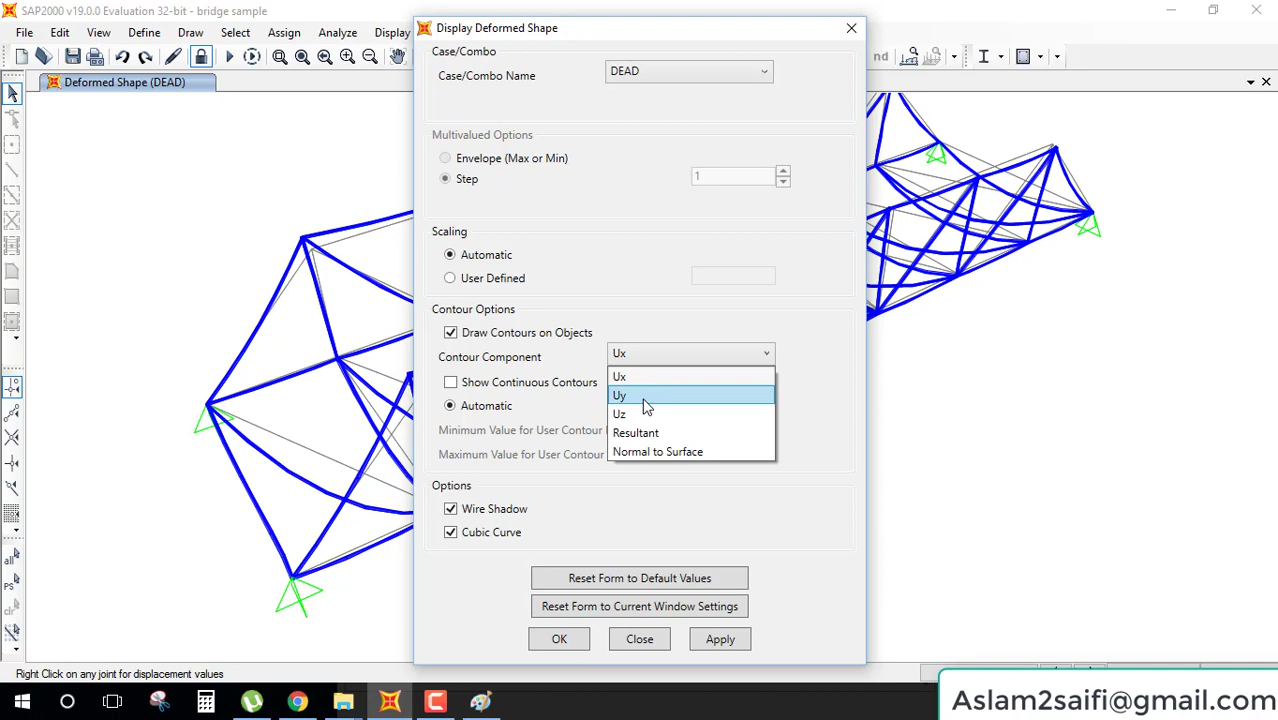 SAP2000 v19.0.0 Evaluation 32-bit - bridge sample
File Edit View Define Draw Select Assign Analyze Display
Deformed Shape (DEAD)
Display Deformed Shape
Case/Combo
Case/Combo Name DEAD
Multivalued Options
Envelope (Max or Min)
Step 1
Scaling
Automatic
User Defined
Contour Options
Draw Contours on Objects
Contour Component Ux
Ux
Show Continuous Contours
Uy
Automatic
Uz
Minimum Value for User Contour
Resultant
Maximum Value for User Contour
Normal to Surface
Options
Wire Shadow
Cubic Curve
Reset Form to Default Values
Reset Form to Current Window Settings
OK Close Apply
nd
all
PS
clr
Right Click on any joint for displacement values
Aslam2saifi@gmail.com